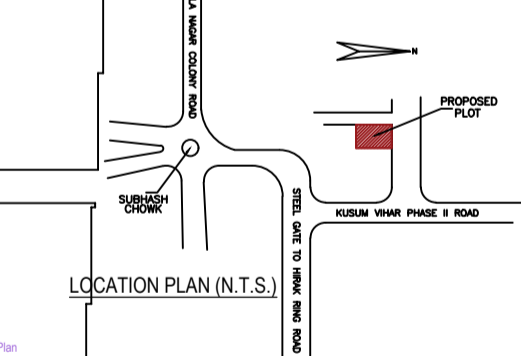 LA NAGAR COLONY ROAD
N
PROPOSED
PLOT
SUBHASH
CHOWK
STEEL GATE TO HIRAK RING ROAD
KUSUM VIHAR PHASE II ROAD
LOCATION PLAN (N.T.S.)
Plan